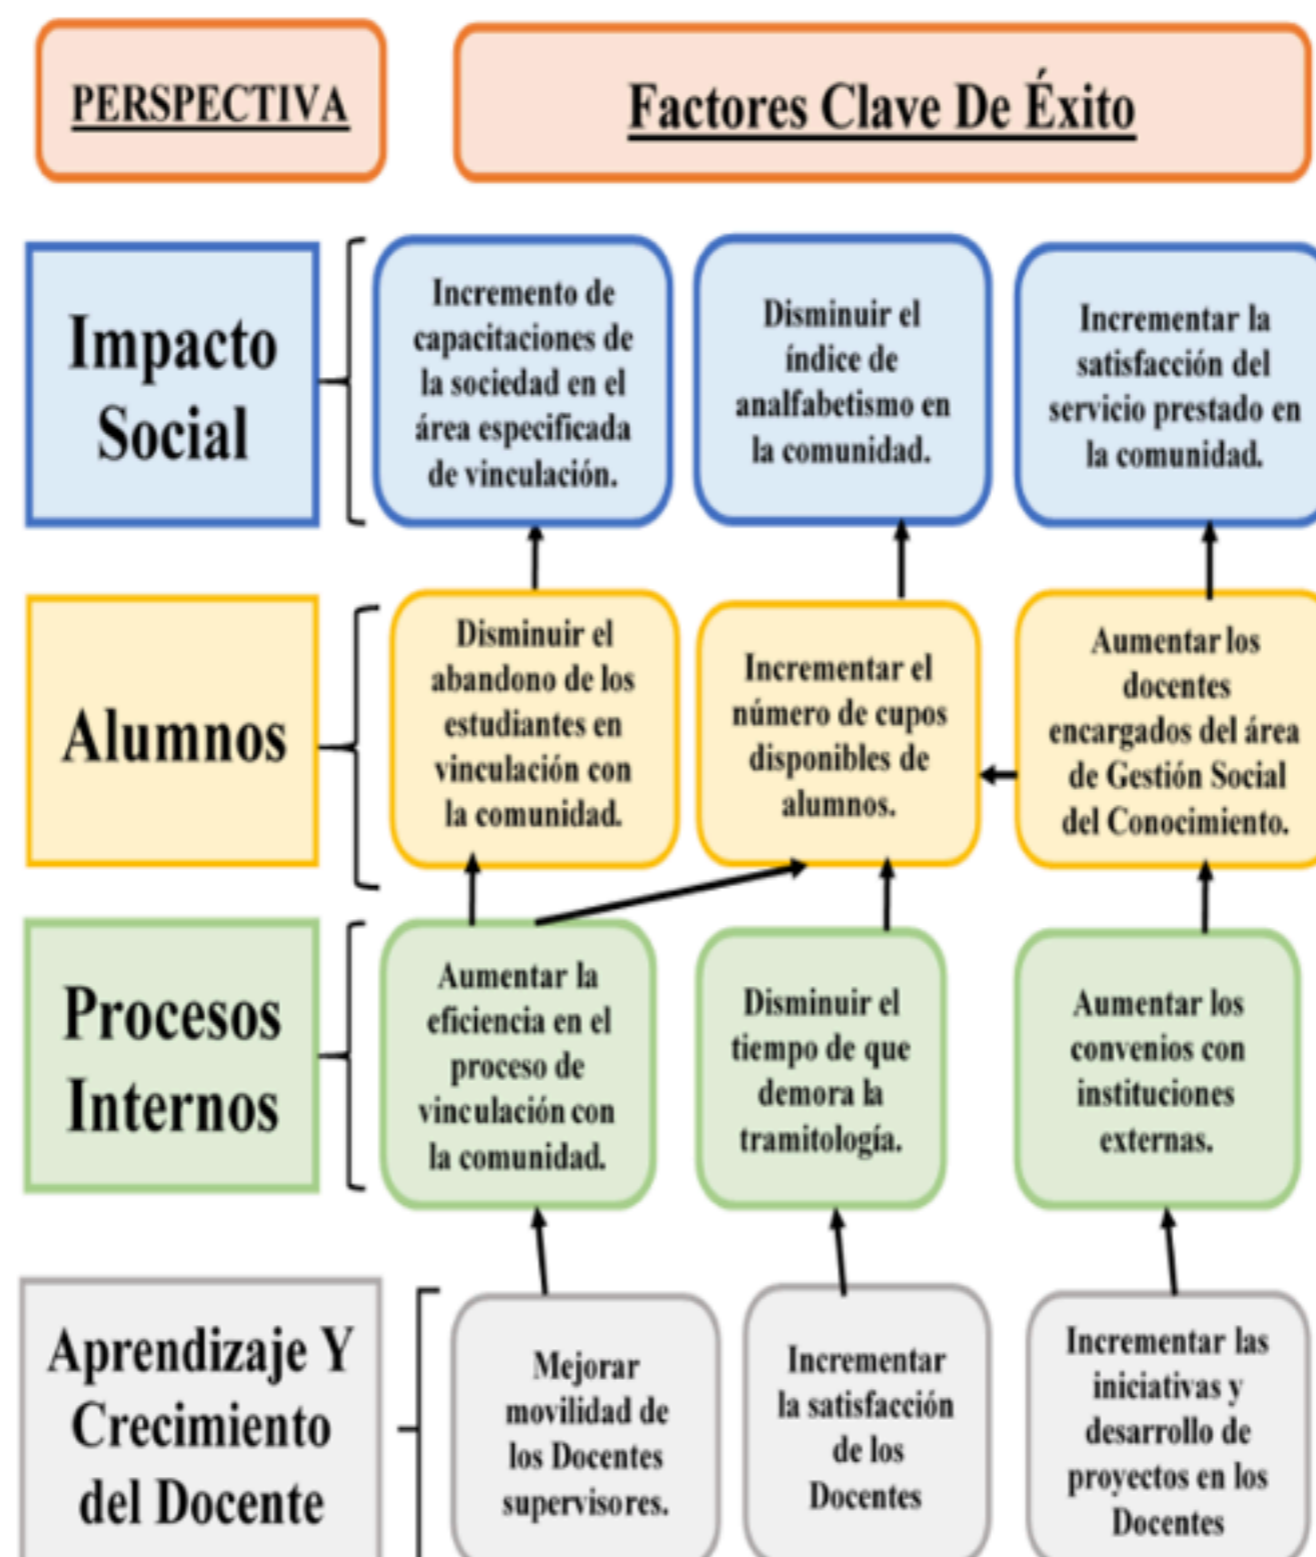 PERSPECTIVA
Factores Clave De Éxito
Impacto
Social
Incremento de
capacitaciones de
la sociedad en el
área especificada
de vinculación.
Disminuir el
índice de
analfabetismo en
la comunidad.
Incrementar la
satisfacción del
servicio prestado en
la comunidad.
Alumnos
Disminuir el
abandono de los
estudiantes en
vinculación con
la comunidad.
Incrementar el
número de cupos
disponibles de
alumnos.
Aumentar los
docentes
encargados del área
de Gestión Social
del Conocimiento.
Procesos
Internos
Aumentar la
eficiencia en el
proceso de
vinculación con
la comunidad.
Disminuir el
tiempo de que
demora la
tramitología.
Aumentar los
convenios con
instituciones
externas.
Aprendizaje Y
Crecimiento
del Docente
Mejorar
movilidad de
los Docentes
supervisores.
Incrementar
la satisfacción
de los
Docentes
Incrementar las
iniciativas y
desarrollo de
proyectos en los
Docentes